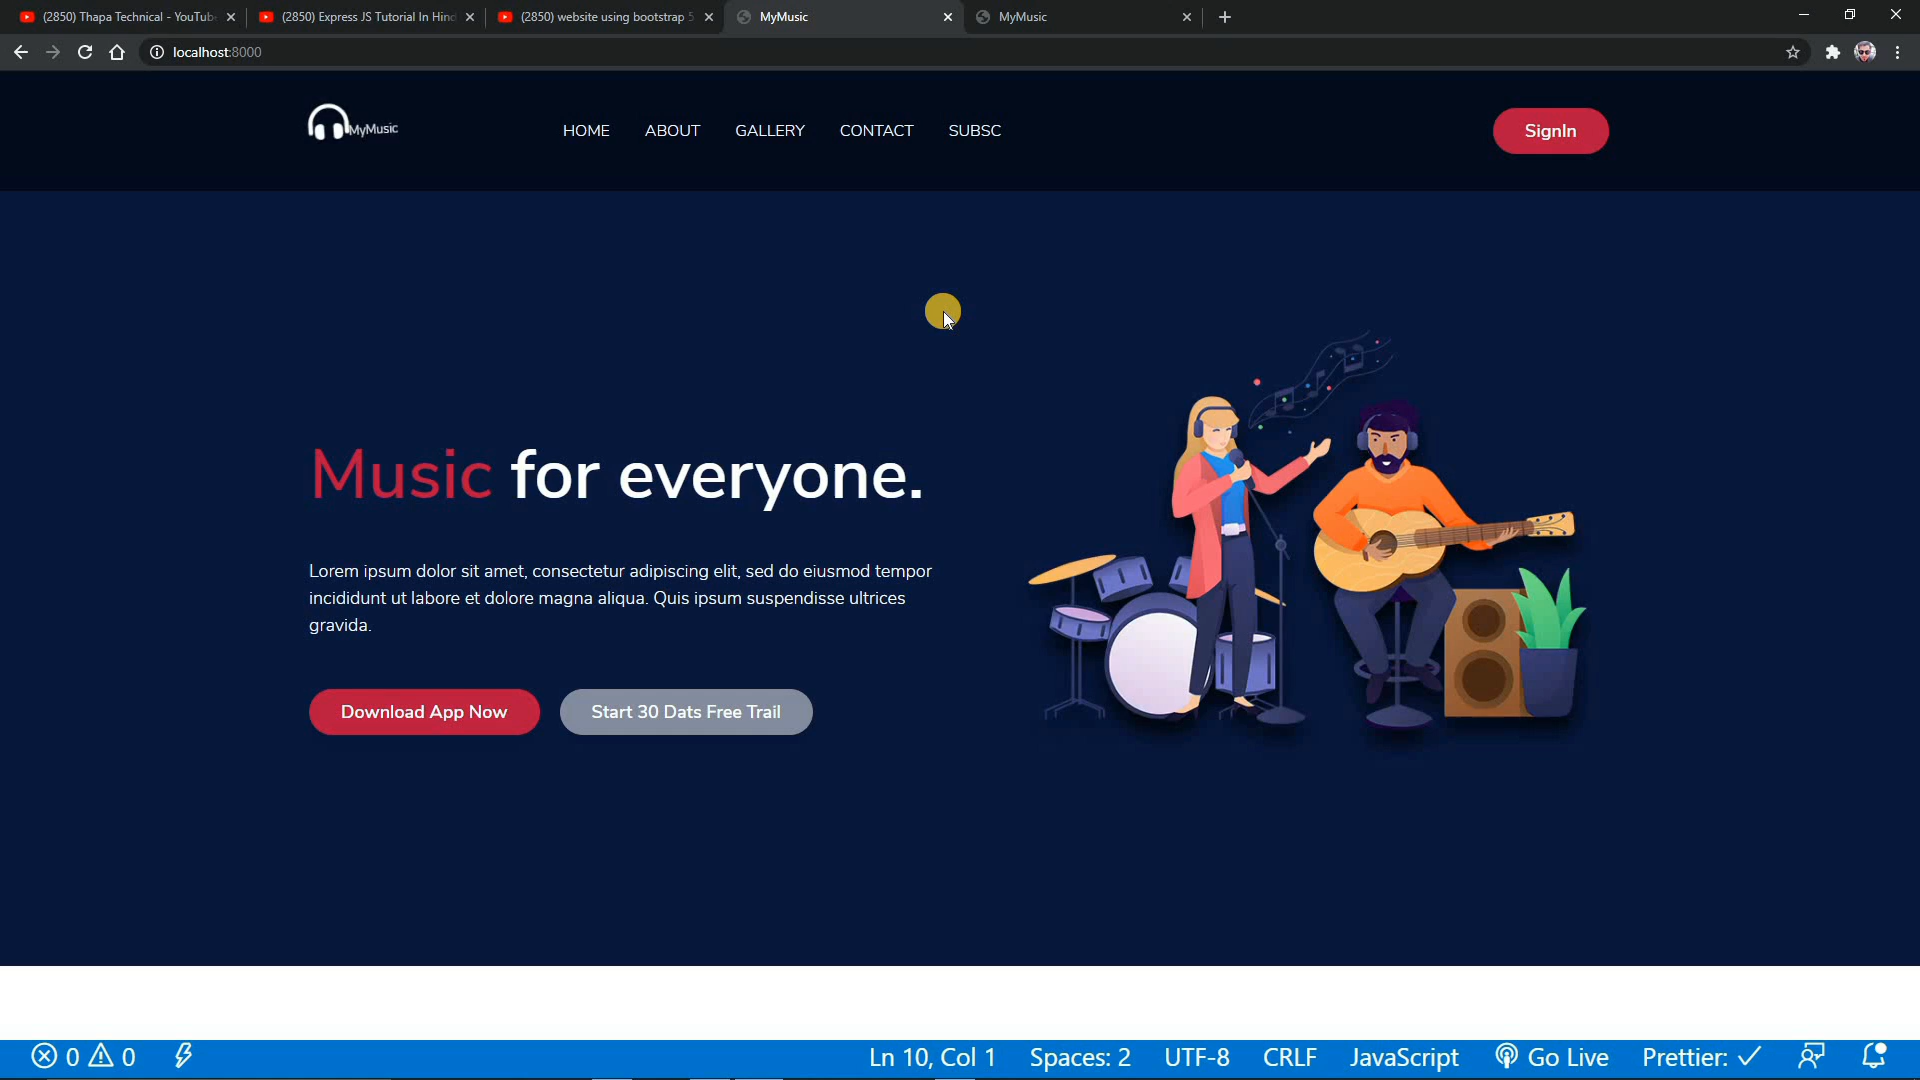 (2850) Thapa Technical - YouTub
(2850) Express JS Tutorial In Hind
(2850) website using bootstrap 5
MyMusic
MyMusic
localhost:8000
MyMusic
HOME
ABOUT
GALLERY
CONTACT
SUBSC
SignIn
Music for everyone.
Lorem ipsum dolor sit amet, consectetur adipiscing elit, sed do eiusmod tempor
incididunt ut labore et dolore magna aliqua. Quis ipsum suspendisse ultrices
gravida.
Download App Now
Start 30 Dats Free Trail
0 0
Ln 10, Col 1
Spaces: 2
UTF-8
CRLF
JavaScript
Go Live
Prettier: